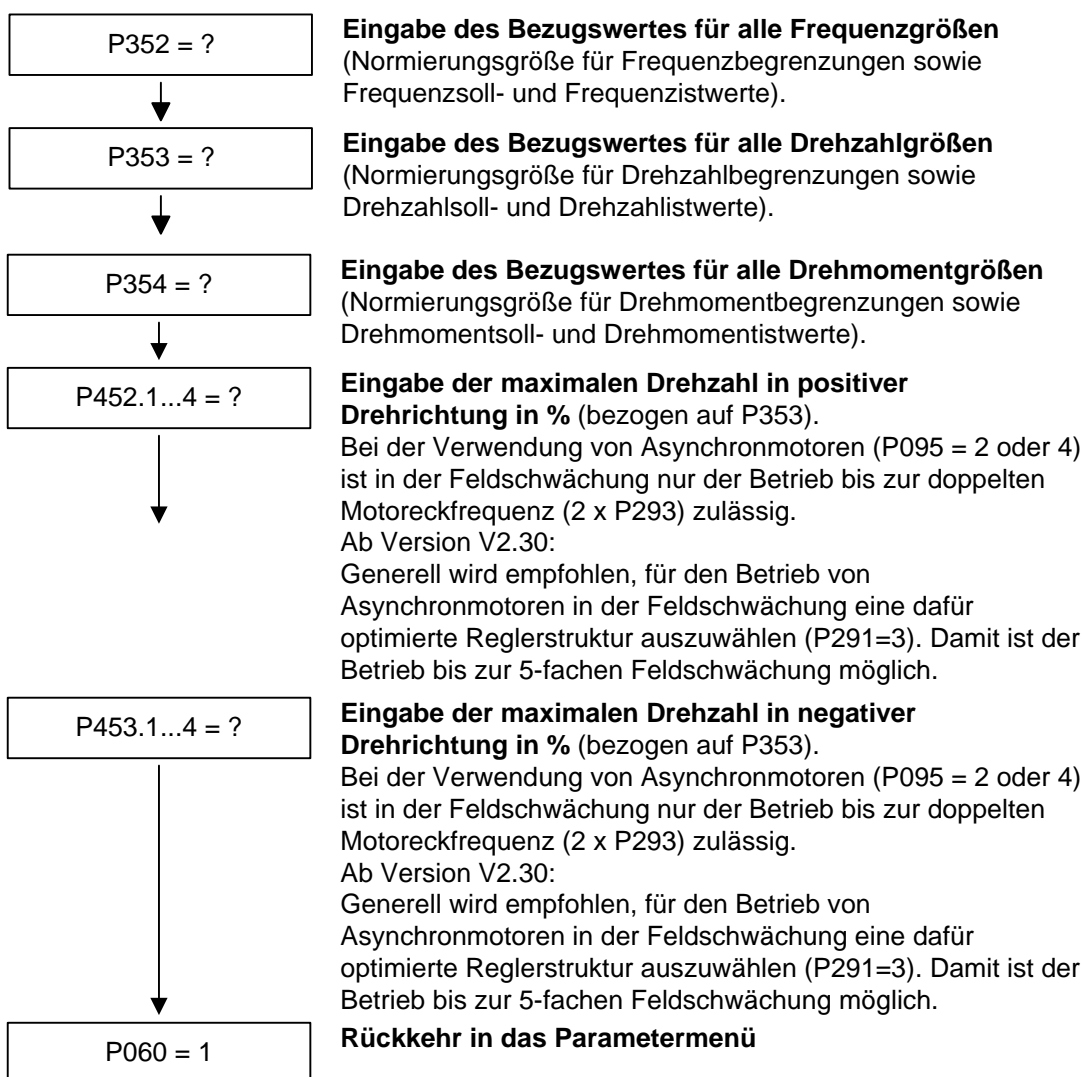 P352 = ?
Eingabe des Bezugswertes für alle Frequenzgrößen
(Normierungsgröße für Frequenzbegrenzungen sowie
Frequenzsoll- und Frequenzistwerte).
P353 = ?
Eingabe des Bezugswertes für alle Drehzahlgrößen
(Normierungsgröße für Drehzahlbegrenzungen sowie
Drehzahlsoll- und Drehzahlistwerte).
P354 = ?
Eingabe des Bezugswertes für alle Drehmomentgrößen
(Normierungsgröße für Drehmomentbegrenzungen sowie
Drehmomentsoll- und Drehmomentistwerte).
P452.1...4 = ?
Eingabe der maximalen Drehzahl in positiver
Drehrichtung in % (bezogen auf P353).
Bei der Verwendung von Asynchronmotoren (P095 = 2 oder 4)
ist in der Feldschwächung nur der Betrieb bis zur doppelten
Motoreckfrequenz (2 x P293) zulässig.
Ab Version V2.30:
Generell wird empfohlen, für den Betrieb von
Asynchronmotoren in der Feldschwächung eine dafür
optimierte Reglerstruktur auszuwählen (P291=3). Damit ist der
Betrieb bis zur 5-fachen Feldschwächung möglich.
P453.1...4 = ?
Eingabe der maximalen Drehzahl in negativer
Drehrichtung in % (bezogen auf P353).
Bei der Verwendung von Asynchronmotoren (P095 = 2 oder 4)
ist in der Feldschwächung nur der Betrieb bis zur doppelten
Motoreckfrequenz (2 x P293) zulässig.
Ab Version V2.30:
Generell wird empfohlen, für den Betrieb von
Asynchronmotoren in der Feldschwächung eine dafür
optimierte Reglerstruktur auszuwählen (P291=3). Damit ist der
Betrieb bis zur 5-fachen Feldschwächung möglich.
P060 = 1
Rückkehr in das Parametermenü